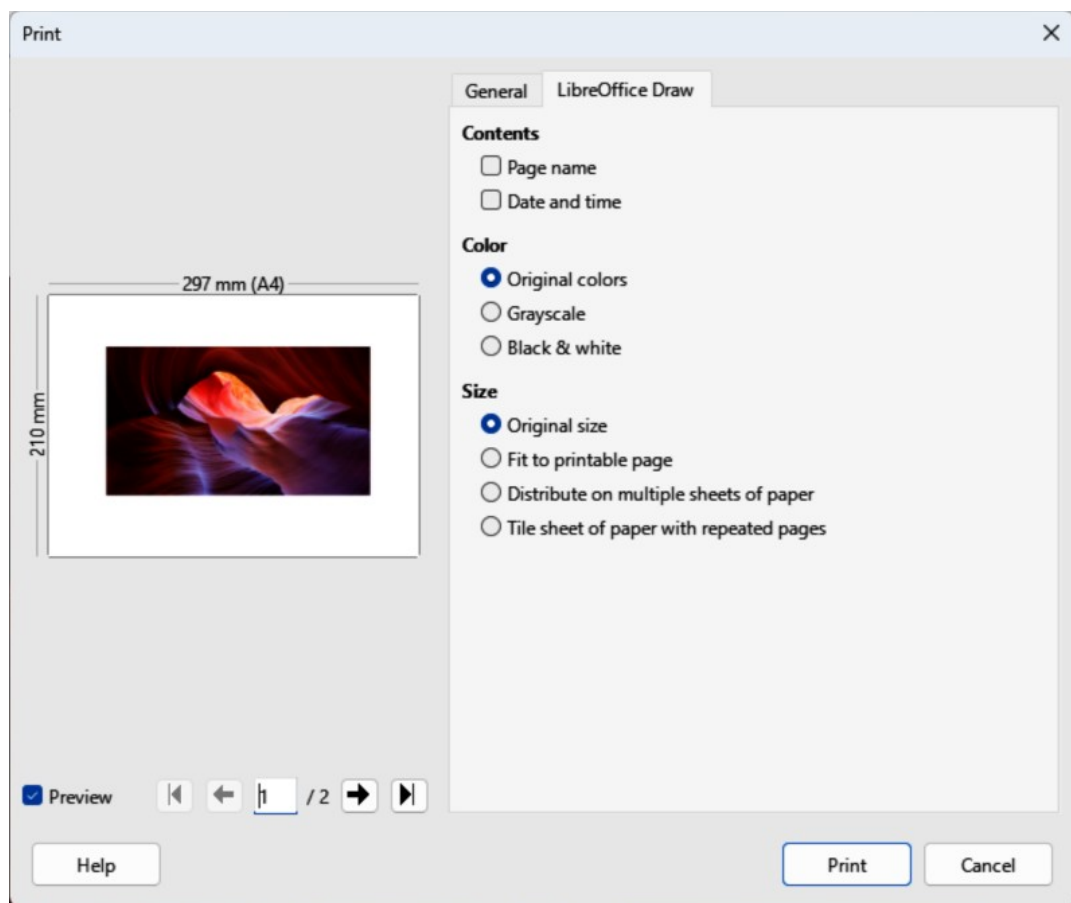 Print
General LibreOffice Draw
Contents
Page name
Date and time
Color
Original colors
Grayscale
Black & white
Size
Original size
Fit to printable page
Distribute on multiple sheets of paper
Tile sheet of paper with repeated pages
297 mm (A4)
210 mm
Preview 1 / 2
Help Print Cancel